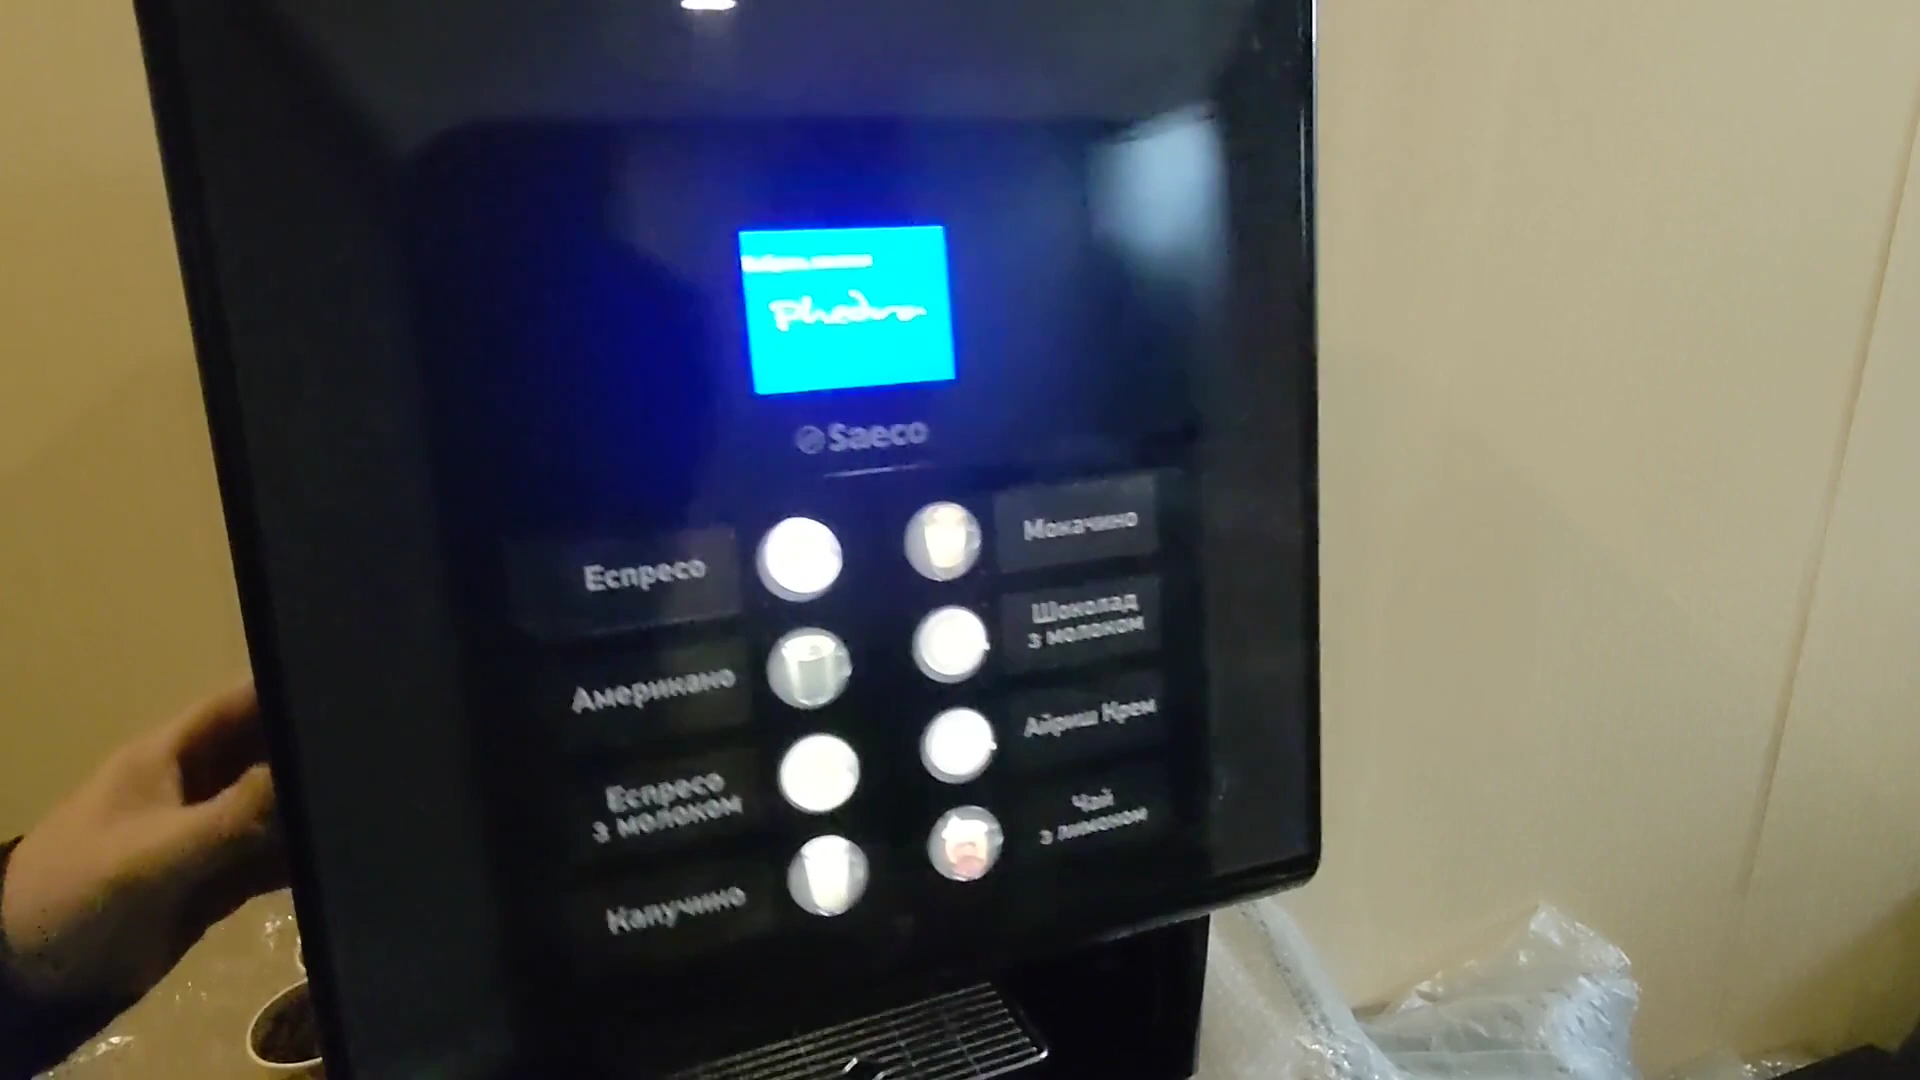 Phedra
Saeco
Еспресо
Мокачино
Шоколад
з молоком
Американо
Айриш Крем
Еспресо
з молоком
Чай
з лимоном
Капучино